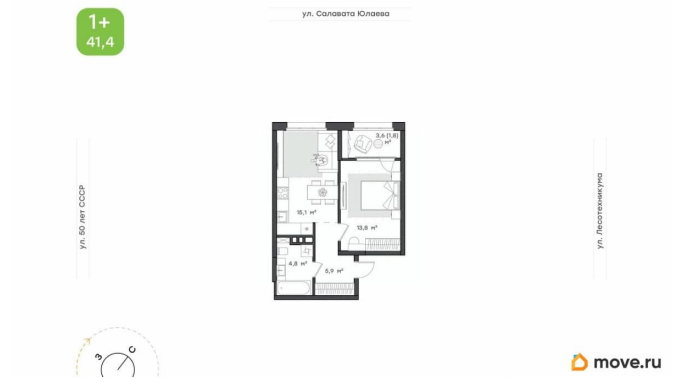 ул. Салавата Юлаева
1+
41,4
3,6 (1,8)
м²
15,1 м²
13,8 м²
4,8 м²
5,9 м²
ул. 50 лет СССР
ул. Лесотехникума
З
С
move.ru